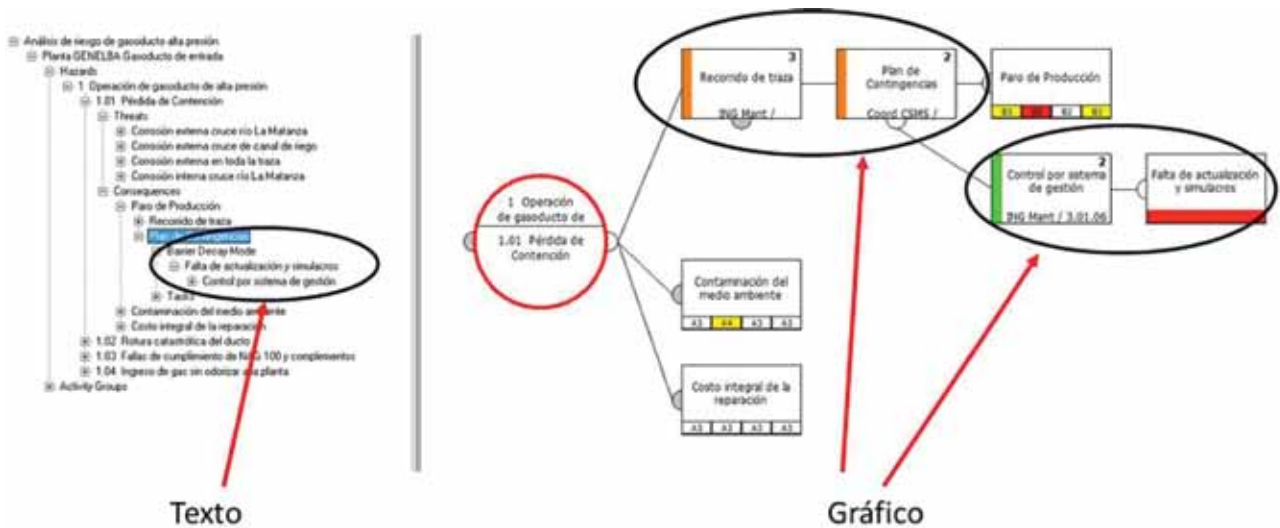 Análisis de riesgo de gasoducto alta presión
Planta GENELBA Gasoducto de entrada
Hazards
1 Operación de gasoducto de alta presión
1.01 Pérdida de Contención
Threats
Corrosión externa cruce río La Matanza
Corrosión externa cruce de canal de riego
Corrosión externa en toda la traza
Corrosión interna cruce río La Matanza
Consequences
Paro de Producción
Recorrido de traza
Barrier Decay Mode
Falta de actualización y simulacros
Control por sistema de gestión
Tasks
Contaminación del medio ambiente
Costo integral de la reparación
1.02 Rotura catastrófica del ducto
1.03 Fallas de cumplimiento de NAG 100 y complementos
1.04 Ingreso de gas sin odorizar a la planta
Activity Groups
Texto
3
Recorrido de traza
ING Mant /
2
Plan de
Contingencias
Coord CSMS /
Paro de Producción
B3 B2 B3
2
Control por sistema
de gestión
ING Mant / 3.01.06
Falta de actualización
y simulacros
1 Operación
de gasoducto de
1.01 Pérdida de
Contención
Contaminación del
medio ambiente
A3 A4 A3 A3
Costo integral de la
reparación
A3 A3 A3 A3
Gráfico